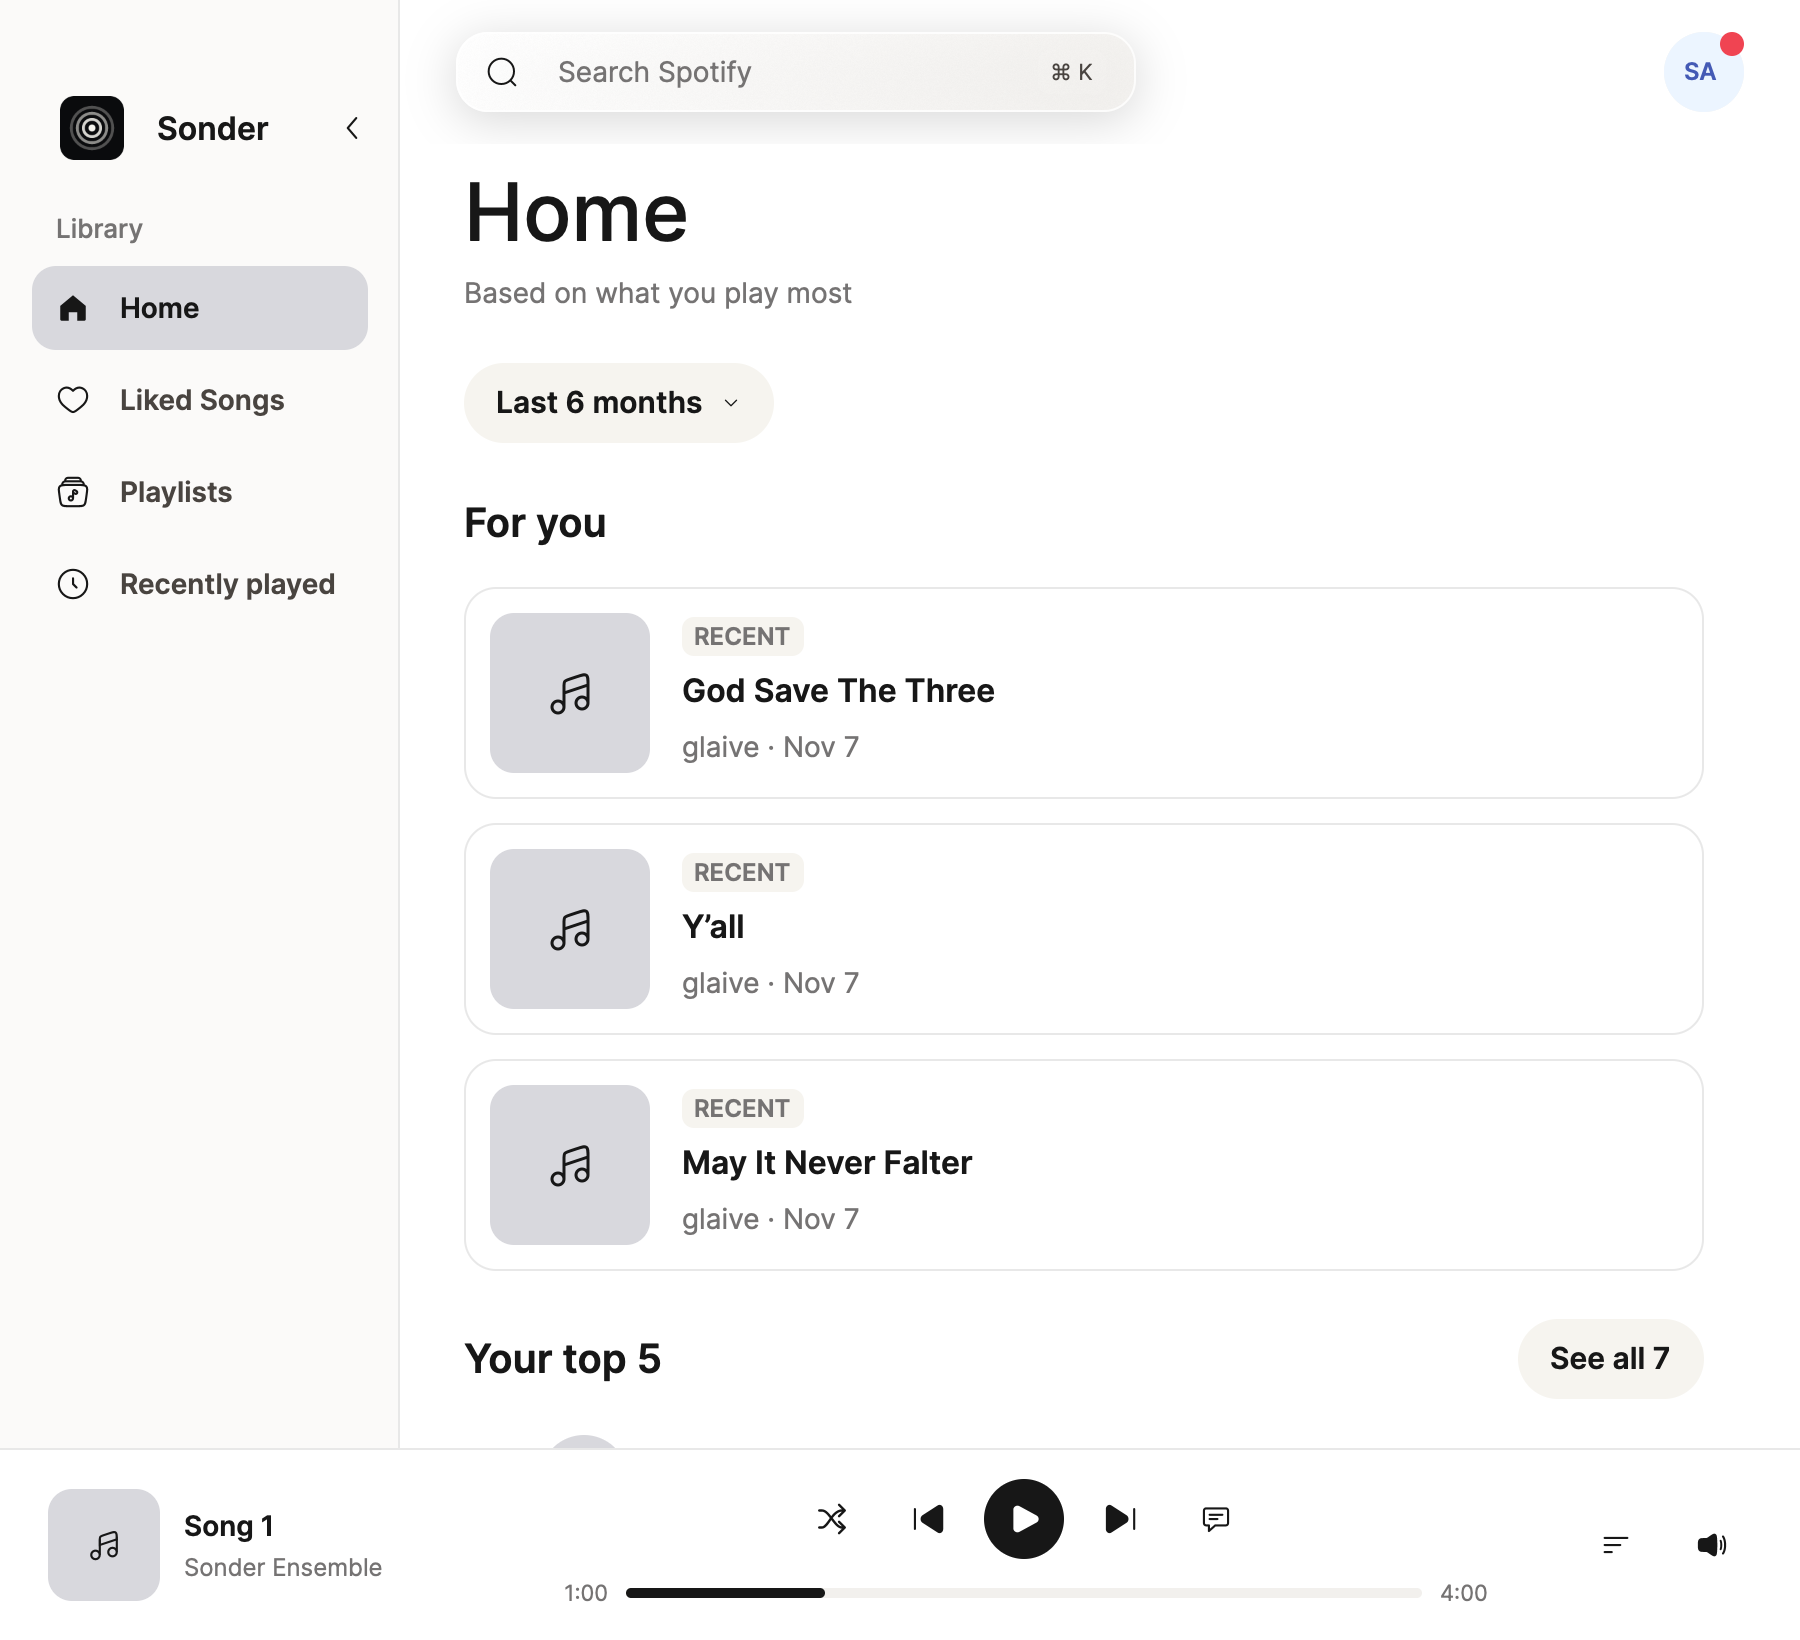 Sonder
Library
Home
Liked Songs
Playlists
Recently played
Search Spotify ⌘ K
SA
Home
Based on what you play most
Last 6 months
For you
RECENT
God Save The Three
glaive · Nov 7
RECENT
Y’all
glaive · Nov 7
RECENT
May It Never Falter
glaive · Nov 7
Your top 5
See all 7
Song 1
Sonder Ensemble
1:00
4:00